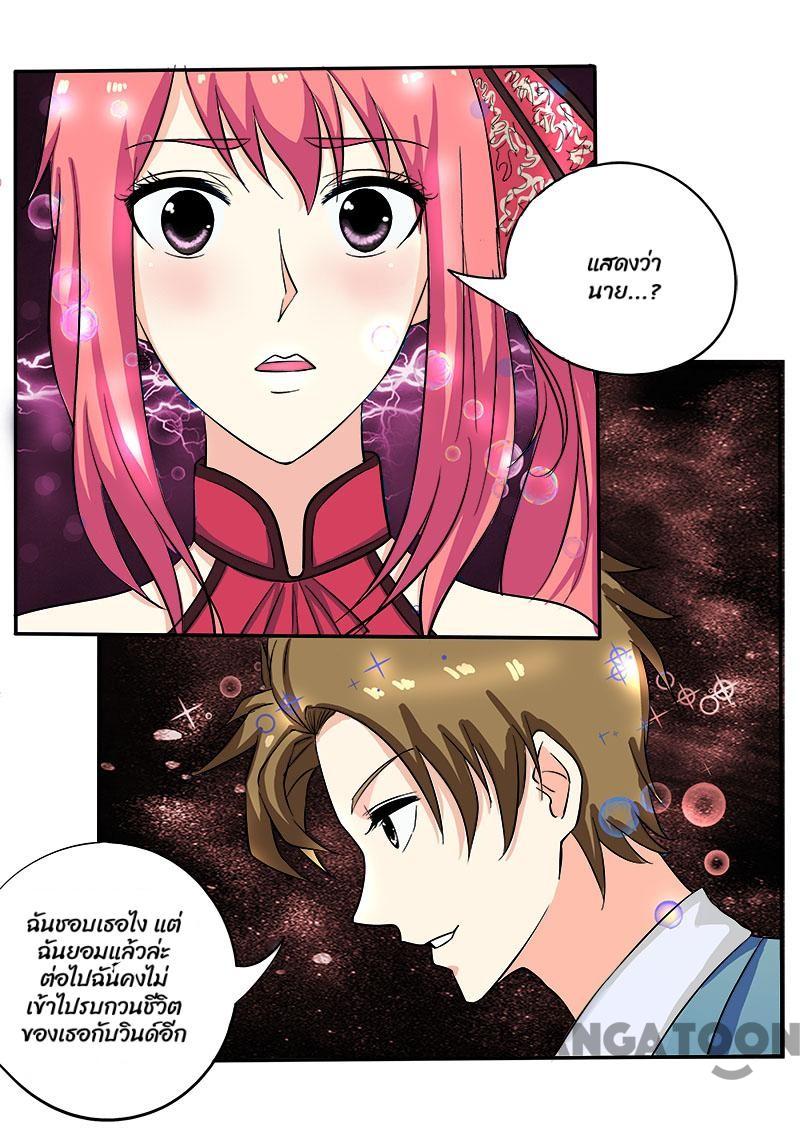 แสดงว่า
นาย...?
ฉันชอบเธอไง แต่
ฉันยอมแล้วล่ะ
ต่อไปฉันคงไม่
เข้าไปรบกวนชีวิต
ของเธอกับวินด์อีก
MANGATOON